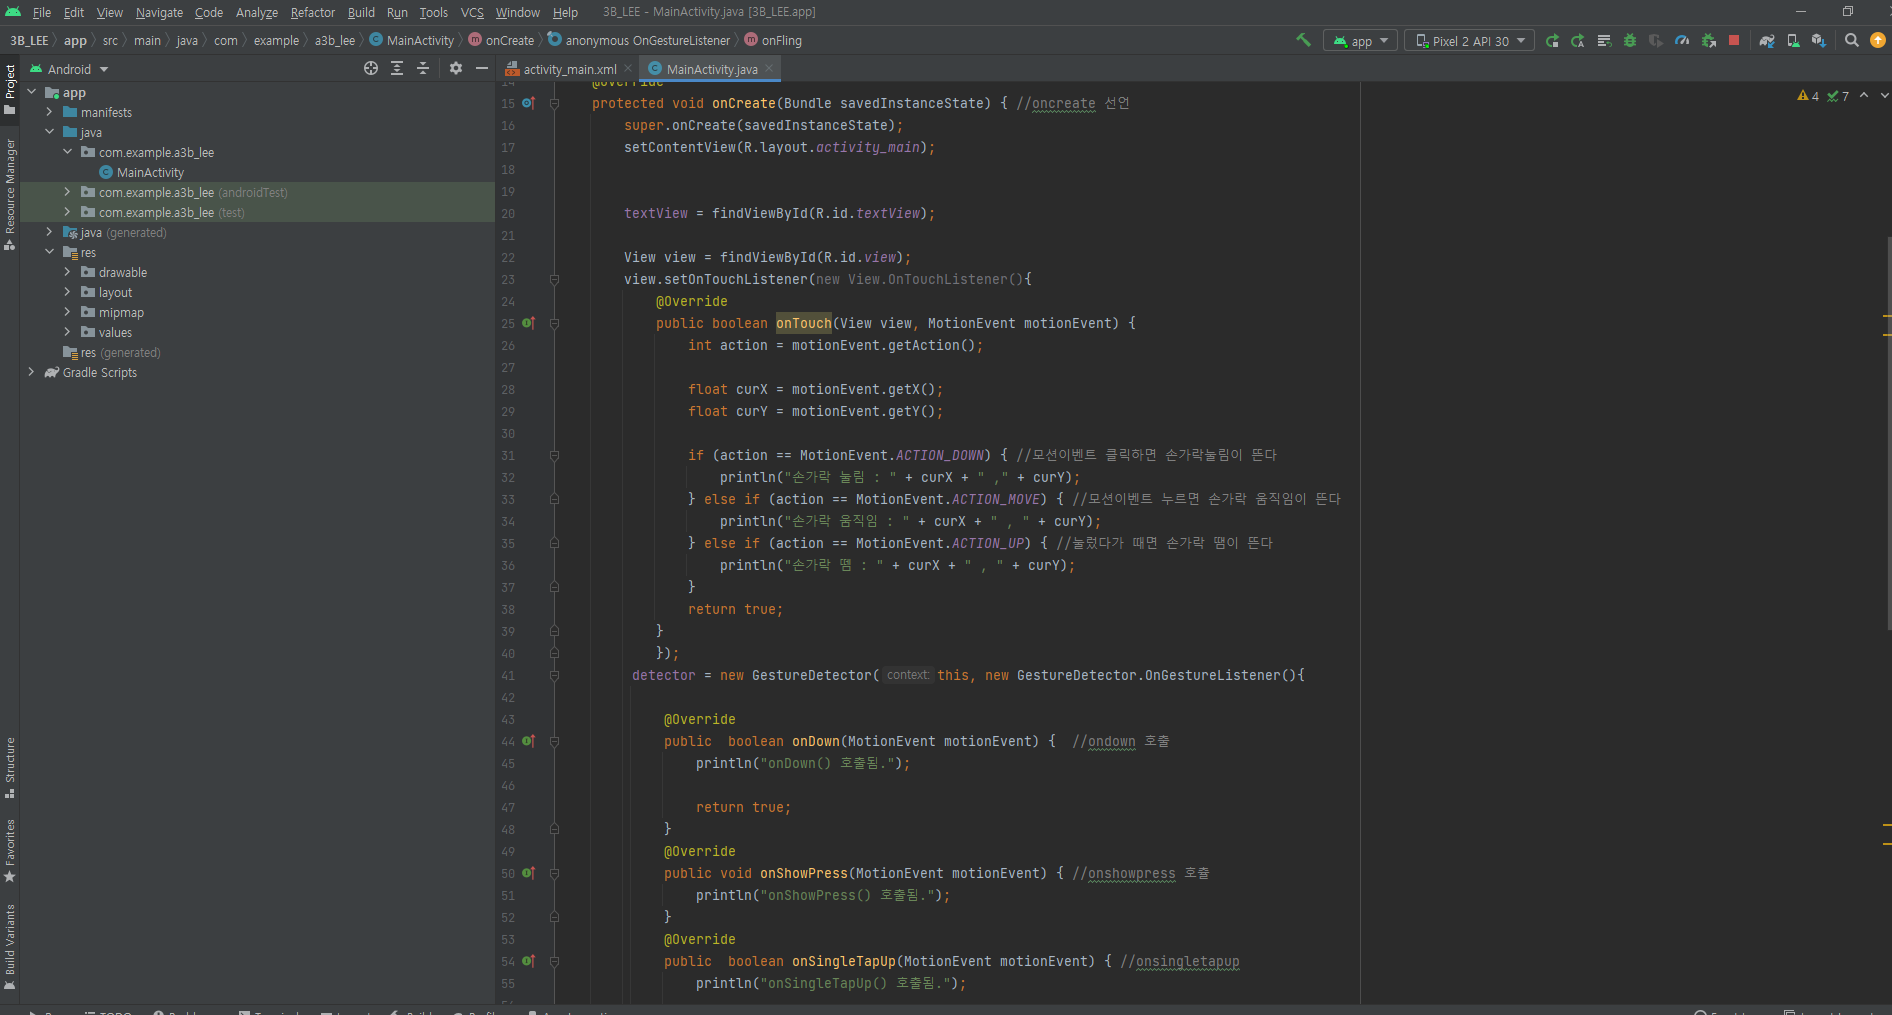 File Edit View Navigate Code Analyze Refactor Build Run Tools VCS Window Help 3B_LEE - MainActivity.java [3B_LEE.app]
3B_LEE app src main java com example a3b_lee MainActivity onCreate anonymous OnGestureListener onFling app Pixel 2 API 30
Project
Resource Manager
Structure
Favorites
Build Variants
Android
app
manifests
java
com.example.a3b_lee
MainActivity
com.example.a3b_lee (androidTest)
com.example.a3b_lee (test)
java (generated)
res
drawable
layout
mipmap
values
res (generated)
Gradle Scripts
activity_main.xml MainActivity.java
4 7
14 @Override
15 protected void onCreate(Bundle savedInstanceState) { //oncreate 선언
16 super.onCreate(savedInstanceState);
17 setContentView(R.layout.activity_main);
18
19
20 textView = findViewById(R.id.textView);
21
22 View view = findViewById(R.id.view);
23 view.setOnTouchListener(new View.OnTouchListener(){
24 @Override
25 public boolean onTouch(View view, MotionEvent motionEvent) {
26 int action = motionEvent.getAction();
27
28 float curX = motionEvent.getX();
29 float curY = motionEvent.getY();
30
31 if (action == MotionEvent.ACTION_DOWN) { //모션이벤트 클릭하면 손가락눌림이 뜬다
32 println("손가락 눌림 : " + curX + " ," + curY);
33 } else if (action == MotionEvent.ACTION_MOVE) { //모션이벤트 누르면 손가락 움직임이 뜬다
34 println("손가락 움직임 : " + curX + " , " + curY);
35 } else if (action == MotionEvent.ACTION_UP) { //눌렀다가 때면 손가락 땜이 뜬다
36 println("손가락 뗌 : " + curX + " , " + curY);
37 }
38 return true;
39 }
40 });
41 detector = new GestureDetector( context: this, new GestureDetector.OnGestureListener(){
42
43 @Override
44 public  boolean onDown(MotionEvent motionEvent) {  //ondown 호출
45 println("onDown() 호출됨.");
46
47 return true;
48 }
49 @Override
50 public void onShowPress(MotionEvent motionEvent) { //onshowpress 호츌
51 println("onShowPress() 호출됨.");
52 }
53 @Override
54 public  boolean onSingleTapUp(MotionEvent motionEvent) { //onsingletapup
55 println("onSingleTapUp() 호출됨.");